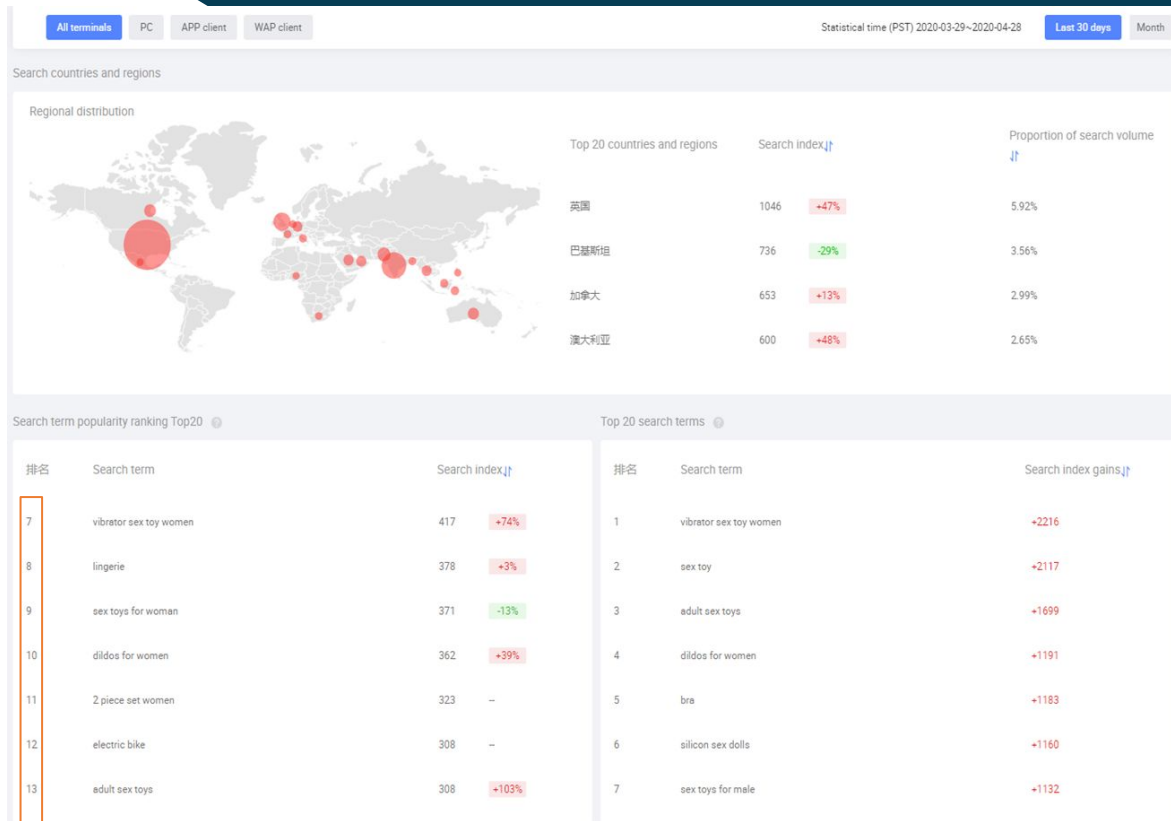 All terminals PC APP client WAP client Statistical time (PST) 2020-03-29~2020-04-28 Last 30 days Month
Search countries and regions
Regional distribution
Top 20 countries and regions Search index Proportion of search volume
英国 1046 +47% 5.92%
巴基斯坦 736 -29% 3.56%
加拿大 653 +13% 2.99%
澳大利亚 600 +48% 2.65%
Search term popularity ranking Top20 ?
排名 Search term Search index
7 vibrator sex toy women 417 +74%
8 lingerie 378 +3%
9 sex toys for woman 371 -13%
10 dildos for women 362 +39%
11 2 piece set women 323 --
12 electric bike 308 --
13 adult sex toys 308 +103%
Top 20 search terms ?
排名 Search term Search index gains
1 vibrator sex toy women +2216
2 sex toy +2117
3 adult sex toys +1699
4 dildos for women +1191
5 bra +1183
6 silicon sex dolls +1160
7 sex toys for male +1132